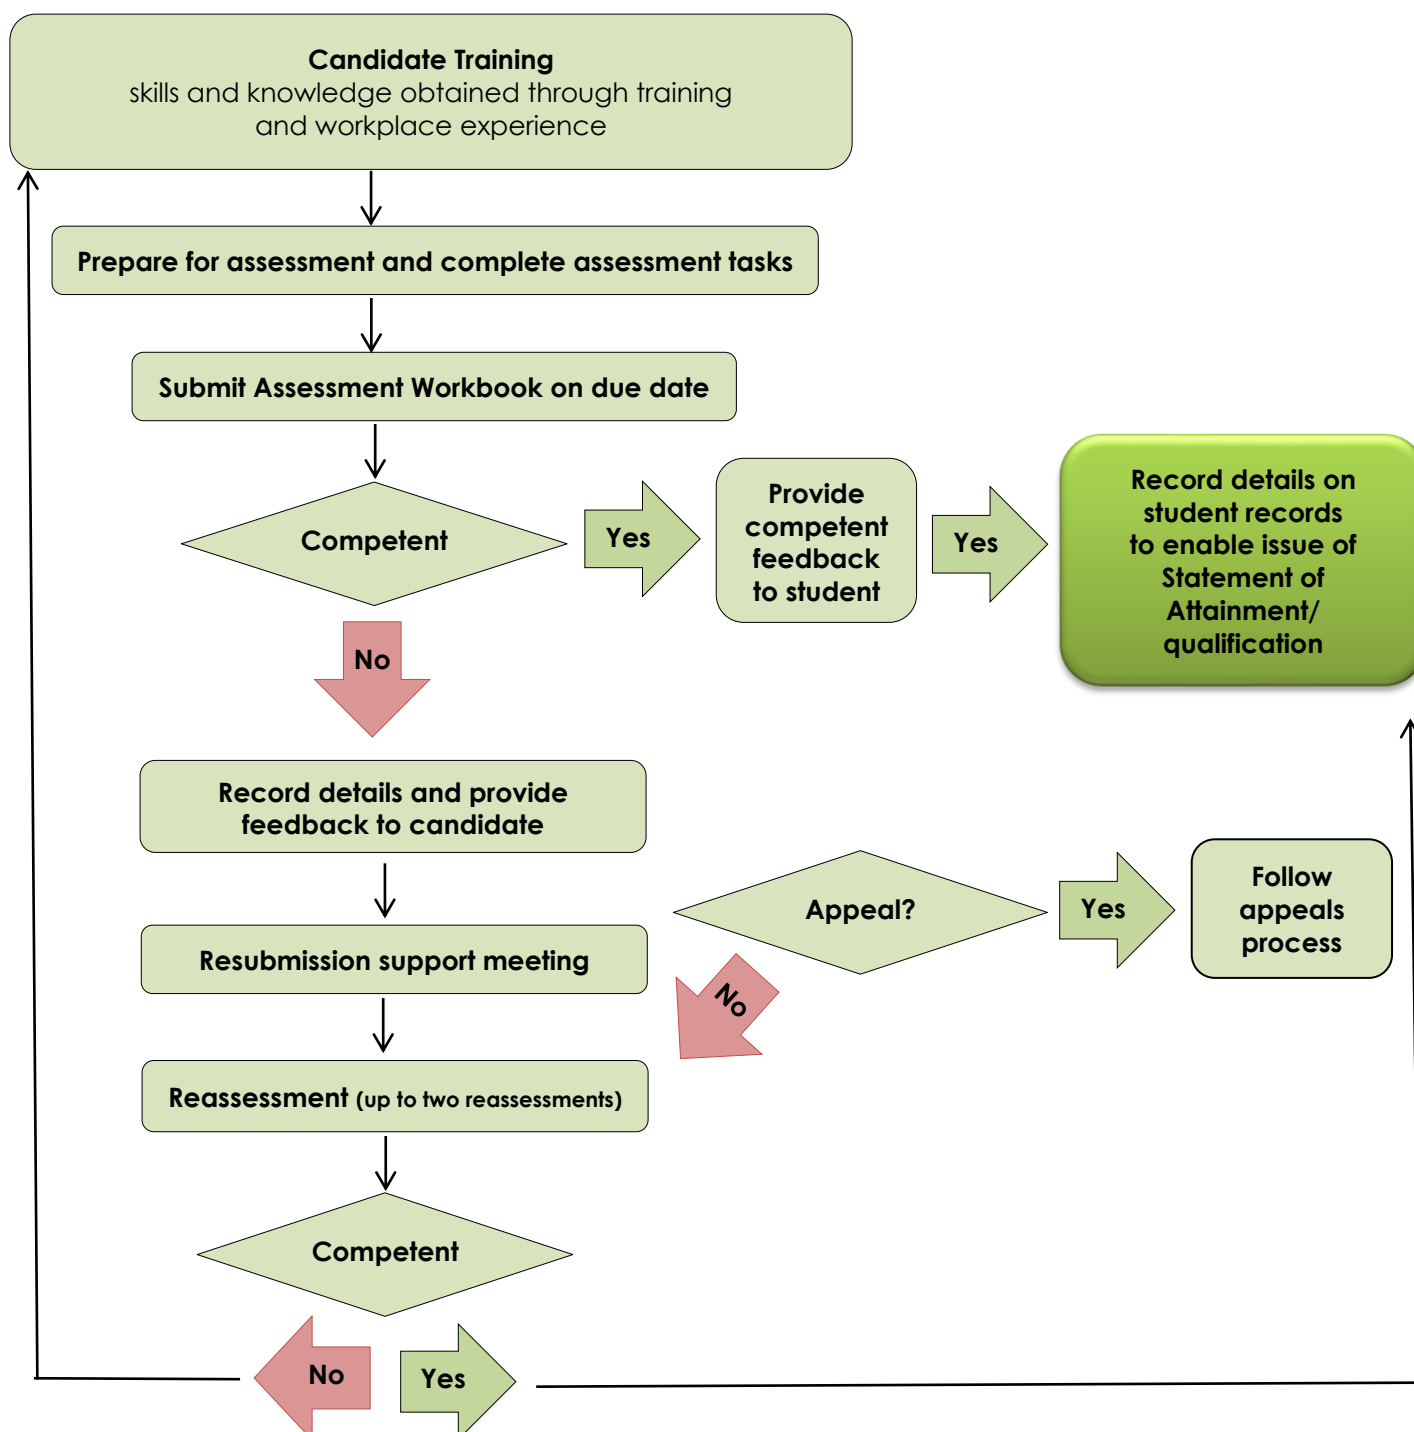 Candidate Training
skills and knowledge obtained through training
and workplace experience
Prepare for assessment and complete assessment tasks
Submit Assessment Workbook on due date
Competent
Yes
Provide
competent
feedback
to student
Yes
Record details on
student records
to enable issue of
Statement of
Attainment/
qualification
No
Record details and provide
feedback to candidate
Appeal?
Yes
Follow
appeals
process
Resubmission support meeting
No
Reassessment (up to two reassessments)
Competent
No
Yes